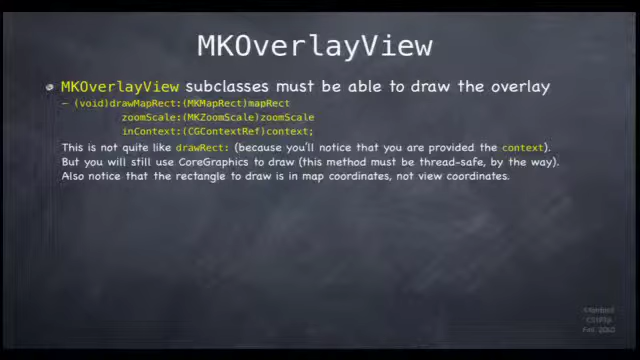 MKOverlayView
MKOverlayView subclasses must be able to draw the overlay
- (void)drawMapRect:(MKMapRect)mapRect
zoomScale:(MKZoomScale)zoomScale
inContext:(CGContextRef)context;
This is not quite like drawRect: (because you'll notice that you are provided the context).
But you will still use CoreGraphics to draw (this method must be thread-safe, by the way).
Also notice that the rectangle to draw is in map coordinates, not view coordinates.
Stanford
CS193p
Fall 2010